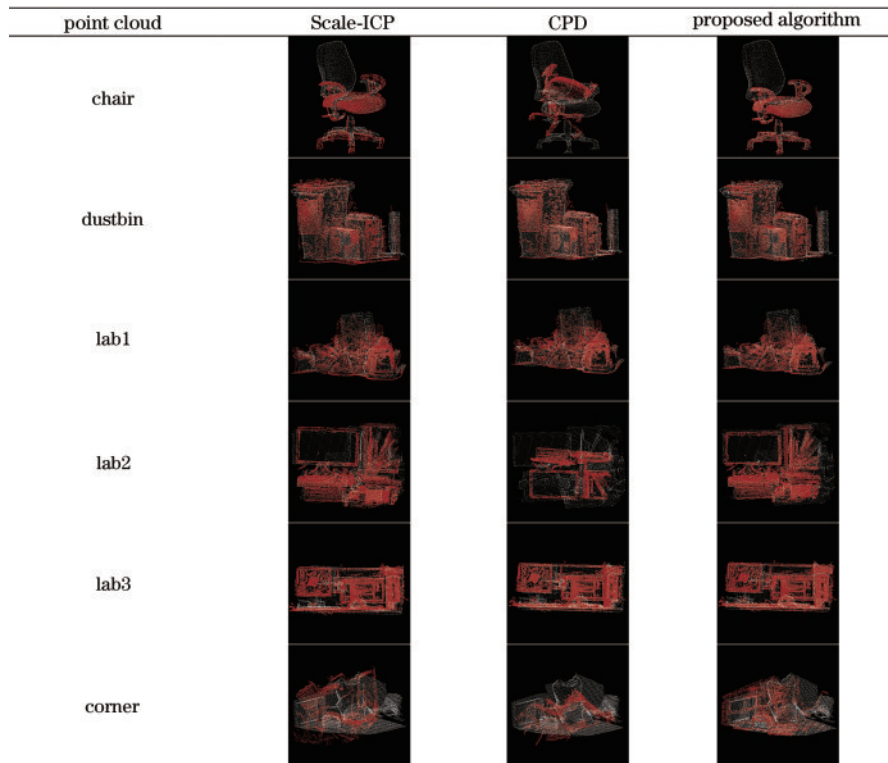 point cloud Scale-ICP CPD proposed algorithm
chair
dustbin
lab1
lab2
lab3
corner